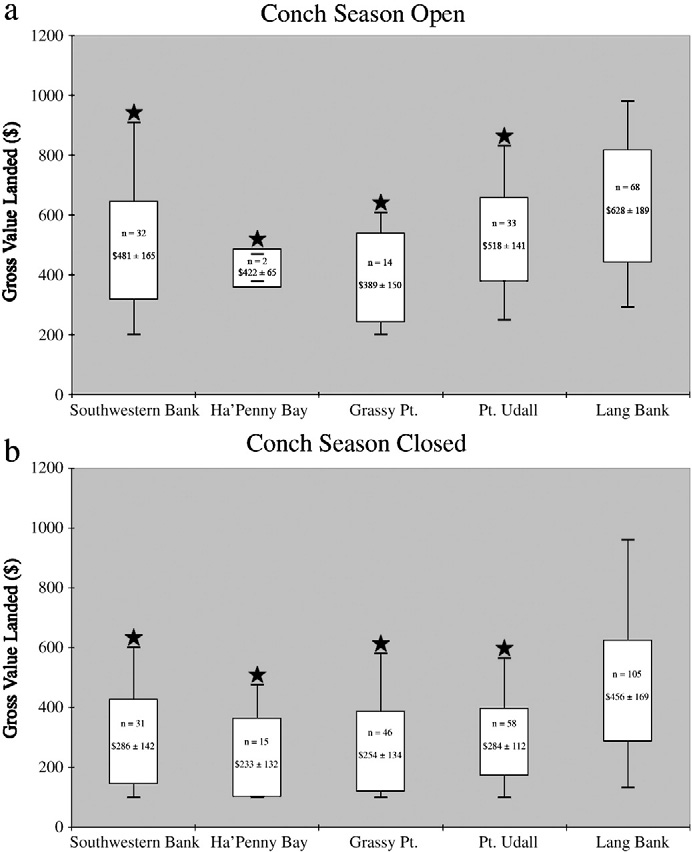 a
Conch Season Open
Gross Value Landed ($)
1200
1000
800
600
400
200
0
n = 32
$481 ± 165
n = 2
$422 ± 65
n = 14
$389 ± 150
n = 33
$518 ± 141
n = 68
$628 ± 189
Southwestern Bank Ha'Penny Bay Grassy Pt. Pt. Udall Lang Bank
b
Conch Season Closed
Gross Value Landed ($)
1200
1000
800
600
400
200
0
n = 31
$286 ± 142
n = 15
$233 ± 132
n = 46
$254 ± 134
n = 58
$284 ± 112
n = 105
$456 ± 169
Southwestern Bank Ha'Penny Bay Grassy Pt. Pt. Udall Lang Bank